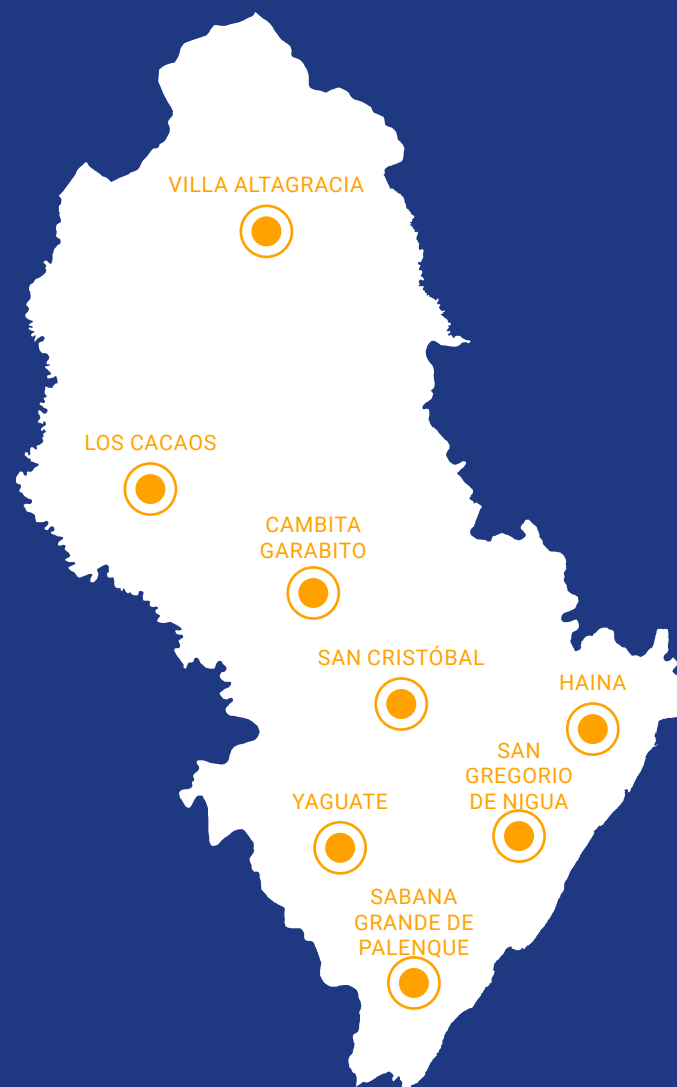 VILLA ALTAGRACIA
LOS CACAOS
CAMBITA
GARABITO
SAN CRISTÓBAL
HAINA
SAN
GREGORIO
DE NIGUA
YAGUATE
SABANA
GRANDE DE
PALENQUE